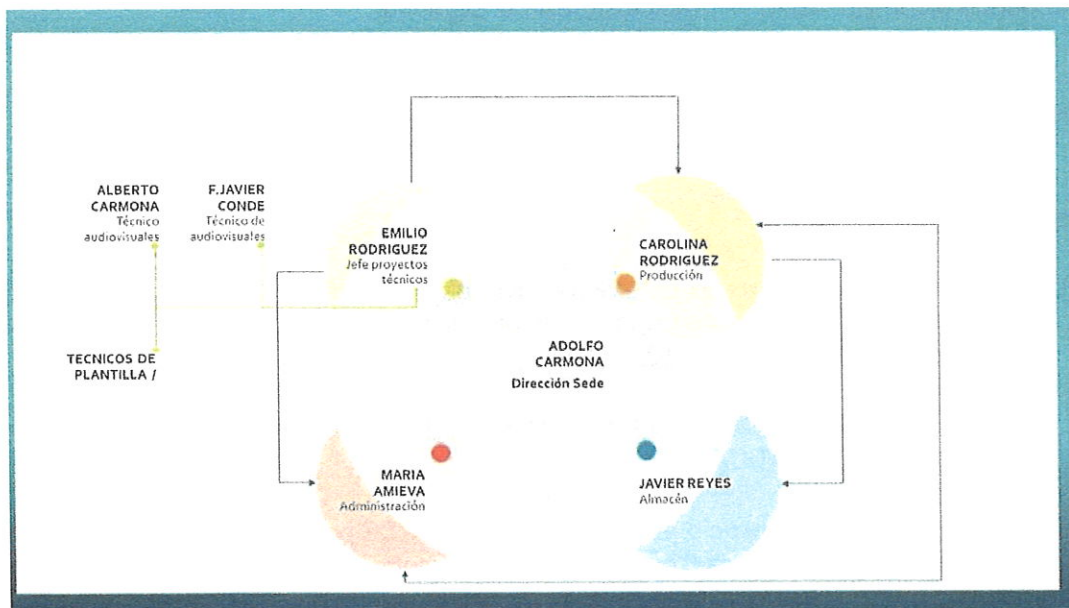 ALBERTO
CARMONA
Técnico
audiovisuales
F.JAVIER
CONDE
Técnico de
audiovisuales
EMILIO
RODRIGUEZ
Jefe proyectos
técnicos
CAROLINA
RODRIGUEZ
Producción
TECNICOS DE
PLANTILLA /
ADOLFO
CARMONA
Dirección Sede
MARIA
AMIEVA
Administración
JAVIER REYES
Almacén